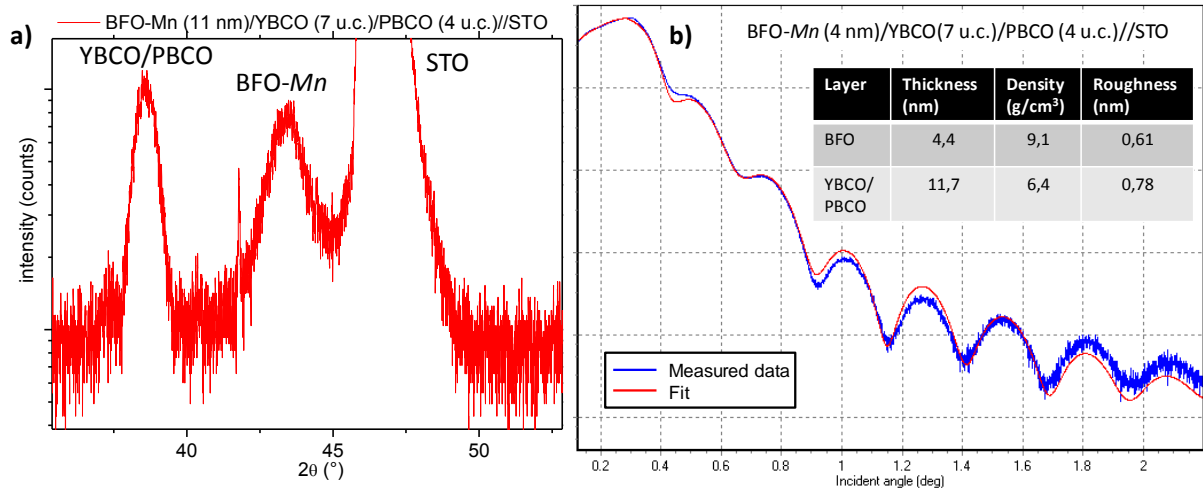 a)
BFO-Mn (11 nm)/YBCO (7 u.c.)/PBCO (4 u.c.)//STO
YBCO/PBCO
BFO-Mn
STO
intensity (counts)
40
45
50
2θ (°)
b)
BFO-Mn (4 nm)/YBCO(7 u.c.)/PBCO (4 u.c.)//STO
Layer Thickness (nm) Density (g/cm³) Roughness (nm)
BFO 4,4 9,1 0,61
YBCO/PBCO 11,7 6,4 0,78
Measured data
Fit
0.2 0.4 0.6 0.8 1 1.2 1.4 1.6 1.8 2
Incident angle (deg)